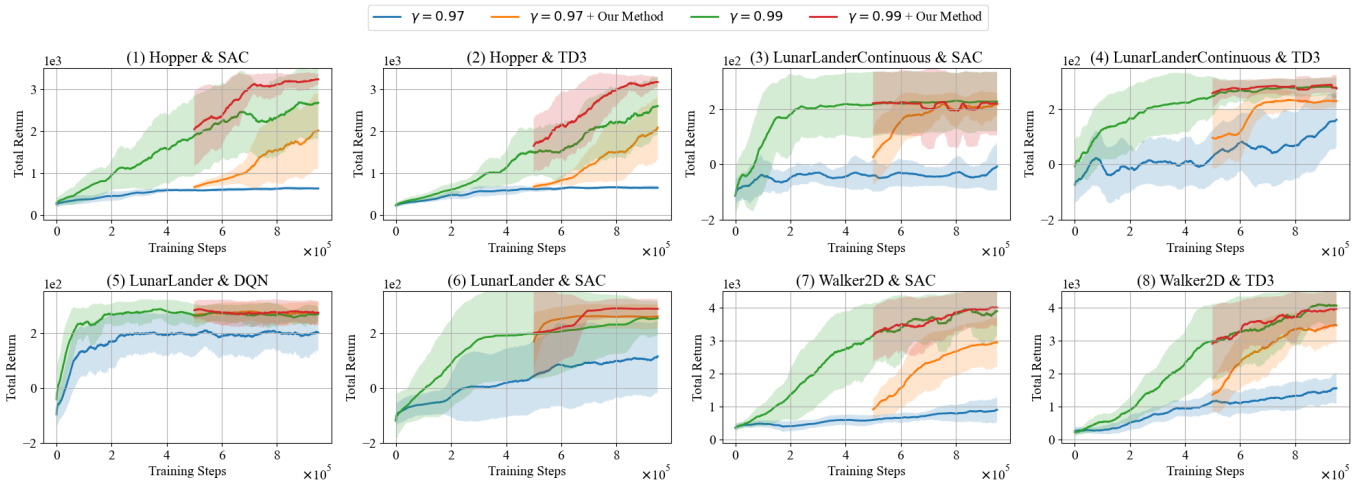 γ = 0.97 γ = 0.97 + Our Method γ = 0.99 γ = 0.99 + Our Method
(1) Hopper & SAC
1e3
Total Return
3
2
1
0
0 2 4 6 8
Training Steps
×10^5
(2) Hopper & TD3
1e3
Total Return
3
2
1
0
0 2 4 6 8
Training Steps
×10^5
(3) LunarLanderContinuous & SAC
1e2
Total Return
2
0
−2
0 2 4 6 8
Training Steps
×10^5
(4) LunarLanderContinuous & TD3
1e2
Total Return
2
0
−2
0 2 4 6 8
Training Steps
×10^5
(5) LunarLander & DQN
1e2
Total Return
2
0
−2
0 2 4 6 8
Training Steps
×10^5
(6) LunarLander & SAC
1e2
Total Return
2
0
−2
0 2 4 6 8
Training Steps
×10^5
(7) Walker2D & SAC
1e3
Total Return
4
3
2
1
0
0 2 4 6 8
Training Steps
×10^5
(8) Walker2D & TD3
1e3
Total Return
4
3
2
1
0
0 2 4 6 8
Training Steps
×10^5